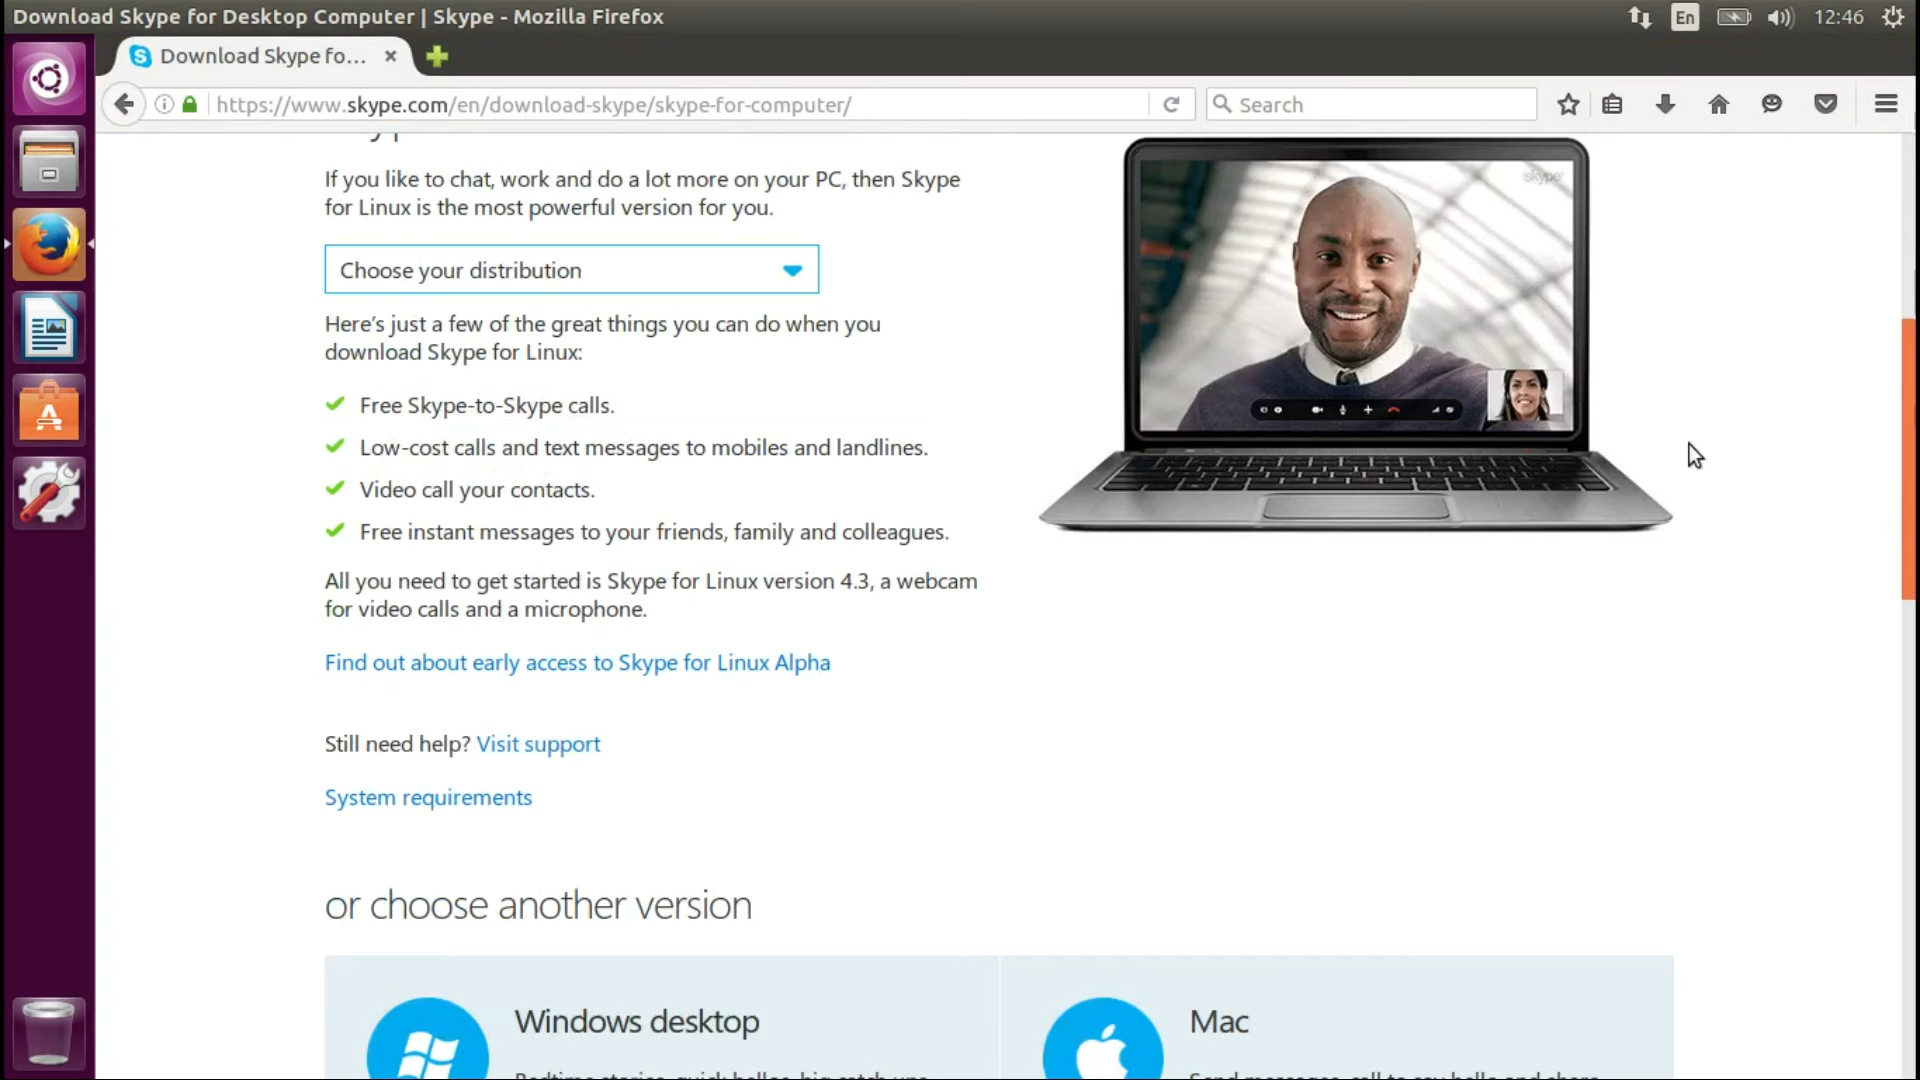 Download Skype for Desktop Computer | Skype - Mozilla Firefox
En
12:46
Download Skype fo...
https://www.skype.com/en/download-skype/skype-for-computer/
Search
If you like to chat, work and do a lot more on your PC, then Skype
for Linux is the most powerful version for you.
skype
Choose your distribution
Here's just a few of the great things you can do when you
download Skype for Linux:
Free Skype-to-Skype calls.
Low-cost calls and text messages to mobiles and landlines.
Video call your contacts.
Free instant messages to your friends, family and colleagues.
All you need to get started is Skype for Linux version 4.3, a webcam
for video calls and a microphone.
Find out about early access to Skype for Linux Alpha
Still need help? Visit support
System requirements
or choose another version
Windows desktop
Mac